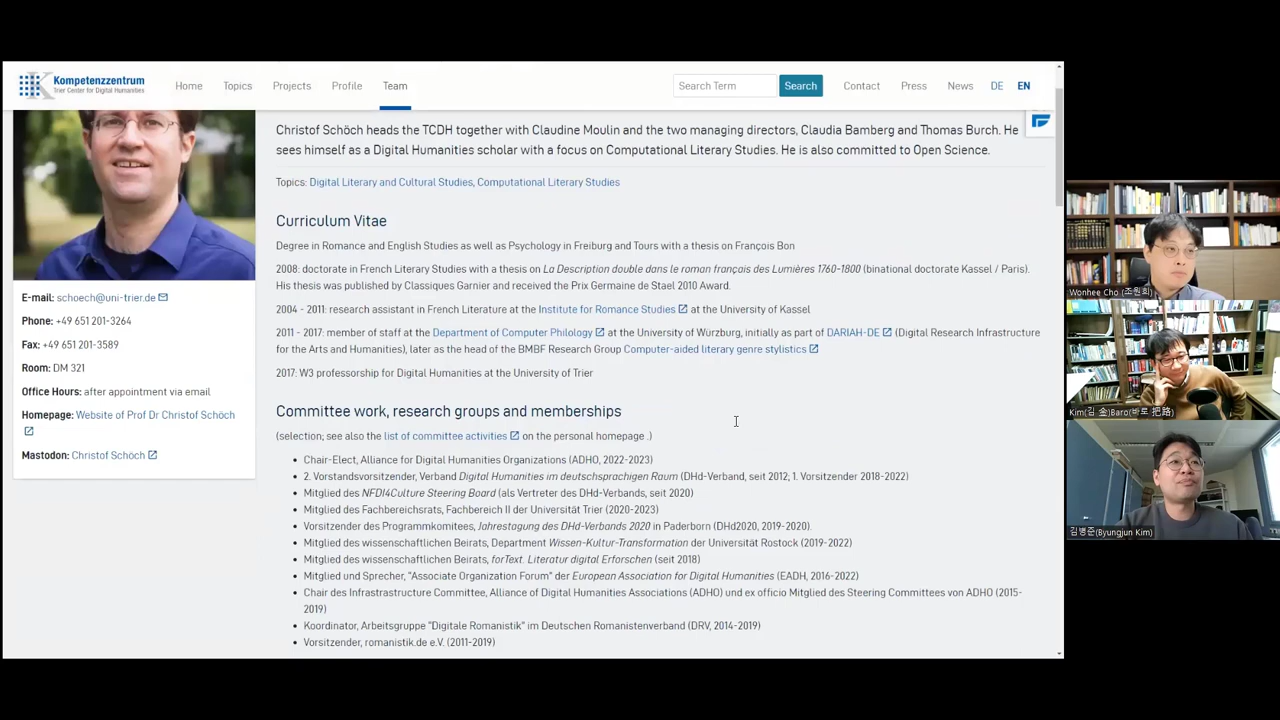 Kompetenzzentrum
Trier Center for Digital Humanities
Home Topics Projects Profile Team Search Term Search Contact Press News DE EN
Christof Schöch heads the TCDH together with Claudine Moulin and the two managing directors, Claudia Bamberg and Thomas Burch. He
sees himself as a Digital Humanities scholar with a focus on Computational Literary Studies. He is also committed to Open Science.
Topics: Digital Literary and Cultural Studies, Computational Literary Studies
Curriculum Vitae
Degree in Romance and English Studies as well as Psychology in Freiburg and Tours with a thesis on François Bon
2008: doctorate in French Literary Studies with a thesis on La Description double dans le roman français des Lumières 1760-1800 (binational doctorate Kassel / Paris).
His thesis was published by Classiques Garnier and received the Prix Germaine de Stael 2010 Award.
2004 - 2011: research assistant in French Literature at the Institute for Romance Studies at the University of Kassel
2011 - 2017: member of staff at the Department of Computer Philology at the University of Würzburg, initially as part of DARIAH-DE (Digital Research Infrastructure
for the Arts and Humanities), later as the head of the BMBF Research Group Computer-aided literary genre stylistics
2017: W3 professorship for Digital Humanities at the University of Trier
Committee work, research groups and memberships
(selection; see also the list of committee activities on the personal homepage .)
• Chair-Elect, Alliance for Digital Humanities Organizations (ADHO, 2022-2023)
• 2. Vorstandsvorsitzender, Verband Digital Humanities im deutschsprachigen Raum (DHd-Verband, seit 2012; 1. Vorsitzender 2018-2022)
• Mitglied des NFDI4Culture Steering Board (als Vertreter des DHd-Verbands, seit 2020)
• Mitglied des Fachbereichsrats, Fachbereich II der Universität Trier (2020-2023)
• Vorsitzender des Programmkomitees, Jahrestagung des DHd-Verbands 2020 in Paderborn (DHd2020, 2019-2020).
• Mitglied des wissenschaftlichen Beirats, Department Wissen-Kultur-Transformation der Universität Rostock (2019-2022)
• Mitglied des wissenschaftlichen Beirats, forText. Literatur digital Erforschen (seit 2018)
• Mitglied und Sprecher, "Associate Organization Forum" der European Association for Digital Humanities (EADH, 2016-2022)
• Chair des Infrastructure Committee, Alliance of Digital Humanities Associations (ADHO) und ex officio Mitglied des Steering Committees von ADHO (2015-
2019)
• Koordinator, Arbeitsgruppe "Digitale Romanistik" im Deutschen Romanistenverband (DRV, 2014-2019)
• Vorsitzender, romanistik.de e.V. (2011-2019)
E-mail: schoech@uni-trier.de
Phone: +49 651 201-3264
Fax: +49 651 201-3589
Room: DM 321
Office Hours: after appointment via email
Homepage: Website of Prof Dr Christof Schöch
Mastodon: Christof Schöch
Wonhee Cho (조원희)
Kim(김 金)Baro(바로 把路)
김병준(Byungjun Kim)